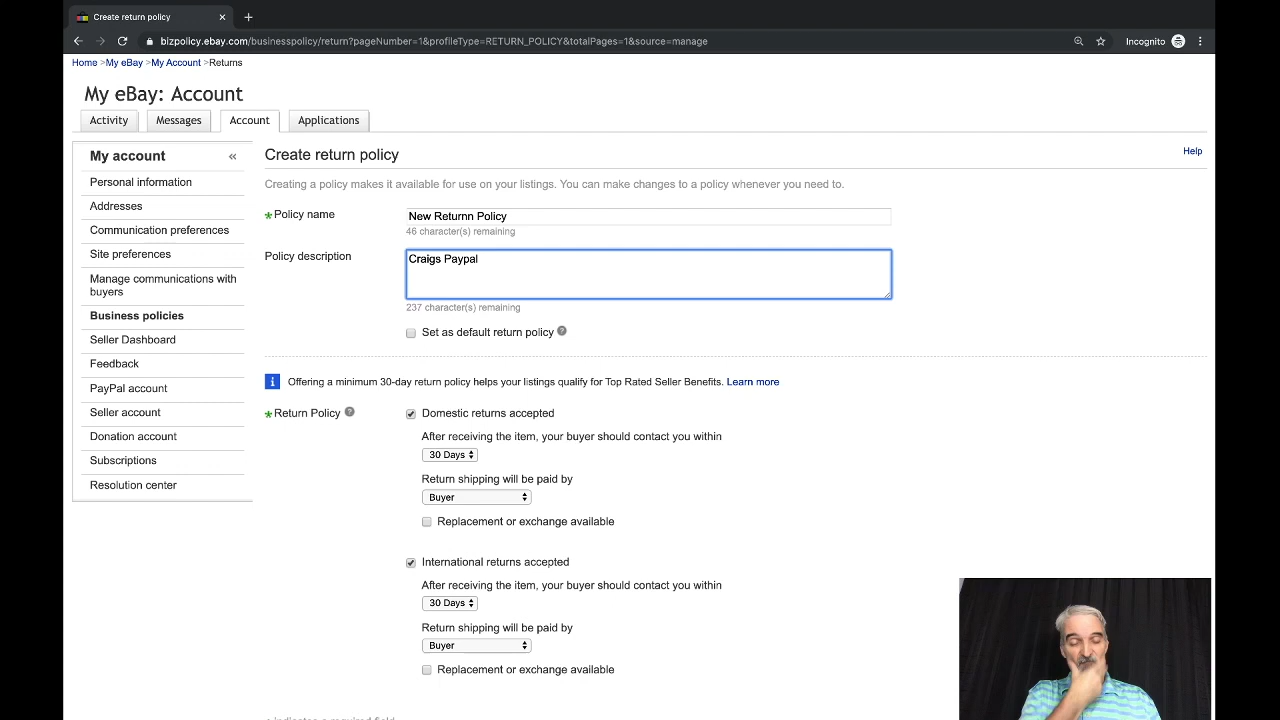 Create return policy
bizpolicy.ebay.com/businesspolicy/return?pageNumber=1&profileType=RETURN_POLICY&totalPages=1&source=manage
Incognito
Home >My eBay >My Account >Returns
My eBay: Account
Activity
Messages
Account
Applications
My account «
Personal information
Addresses
Communication preferences
Site preferences
Manage communications with
buyers
Business policies
Seller Dashboard
Feedback
PayPal account
Seller account
Donation account
Subscriptions
Resolution center
Create return policy
Help
Creating a policy makes it available for use on your listings. You can make changes to a policy whenever you need to.
*Policy name
New Returnn Policy
46 character(s) remaining
Policy description
Craigs Paypal
237 character(s) remaining
Set as default return policy ?
i Offering a minimum 30-day return policy helps your listings qualify for Top Rated Seller Benefits. Learn more
*Return Policy ?
Domestic returns accepted
After receiving the item, your buyer should contact you within
30 Days
Return shipping will be paid by
Buyer
Replacement or exchange available
International returns accepted
After receiving the item, your buyer should contact you within
30 Days
Return shipping will be paid by
Buyer
Replacement or exchange available